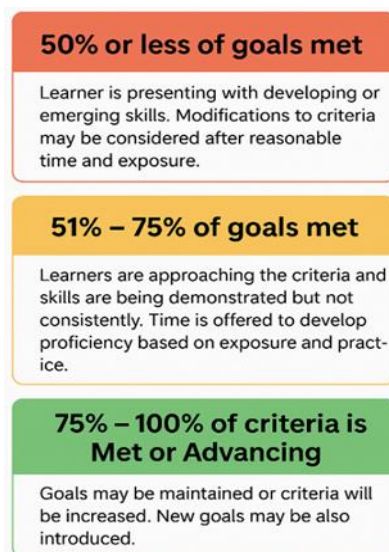 50% or less of goals met
Learner is presenting with developing or
emerging skills. Modifications to criteria
may be considered after reasonable
time and exposure.
51% – 75% of goals met
Learners are approaching the criteria and
skills are being demonstrated but not
consistently. Time is offered to develop
proficiency based on exposure and pract-
ice.
75% – 100% of criteria is
Met or Advancing
Goals may be maintained or criteria will
be increased. New goals may be also
introduced.